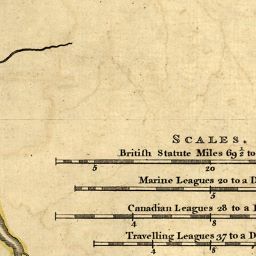 SCALES.
Britiſh Statute Miles 69 1/2 to
5 20
Marine Leagues 20 to a D
5
Canadian Leagues 28 to a
4 8
Travelling Leagues 37 to a D
4 8